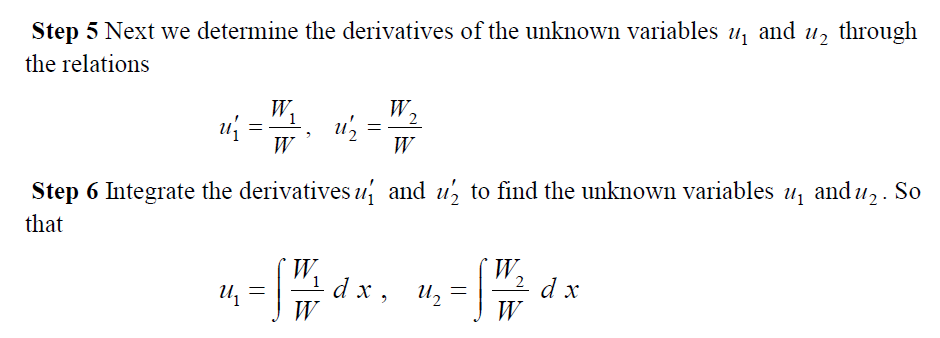 Step 5 Next we determine the derivatives of the unknown variables u₁ and u₂ through
the relations
u₁′ = W₁/W , u₂′ = W₂/W
Step 6 Integrate the derivatives u₁′ and u₂′ to find the unknown variables u₁ and u₂. So
that
u₁ = ∫ W₁/W d x , u₂ = ∫ W₂/W d x